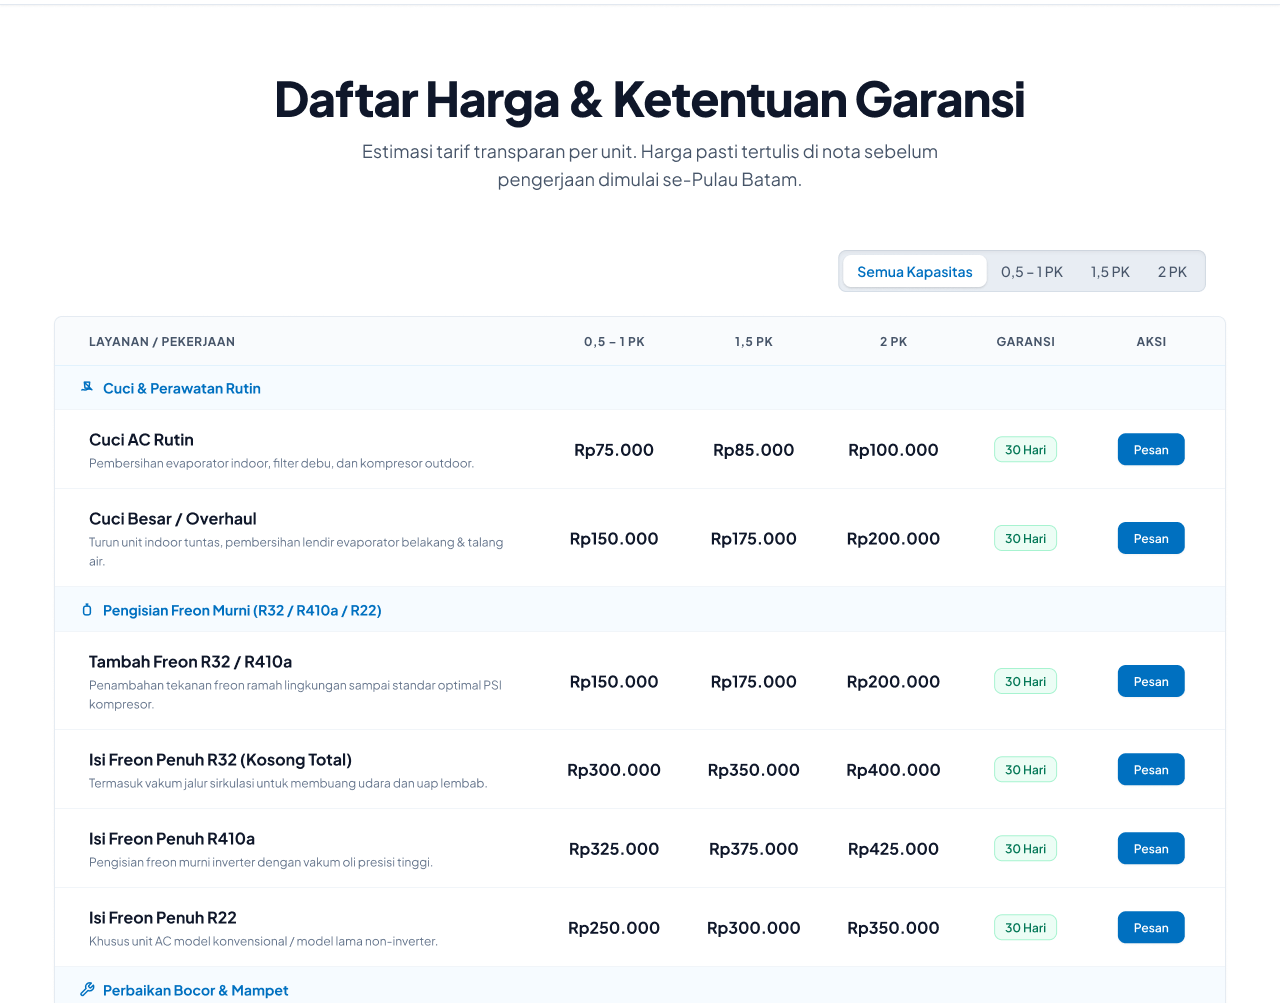 Daftar Harga & Ketentuan Garansi
Estimasi tarif transparan per unit. Harga pasti tertulis di nota sebelum
pengerjaan dimulai se-Pulau Batam.
Semua Kapasitas 0,5 – 1 PK 1,5 PK 2 PK
LAYANAN / PEKERJAAN 0,5 – 1 PK 1,5 PK 2 PK GARANSI AKSI
Cuci & Perawatan Rutin
Cuci AC Rutin
Pembersihan evaporator indoor, filter debu, dan kompresor outdoor.
Rp75.000 Rp85.000 Rp100.000 30 Hari Pesan
Cuci Besar / Overhaul
Turun unit indoor tuntas, pembersihan lendir evaporator belakang & talang
air.
Rp150.000 Rp175.000 Rp200.000 30 Hari Pesan
Pengisian Freon Murni (R32 / R410a / R22)
Tambah Freon R32 / R410a
Penambahan tekanan freon ramah lingkungan sampai standar optimal PSI
kompresor.
Rp150.000 Rp175.000 Rp200.000 30 Hari Pesan
Isi Freon Penuh R32 (Kosong Total)
Termasuk vakum jalur sirkulasi untuk membuang udara dan uap lembab.
Rp300.000 Rp350.000 Rp400.000 30 Hari Pesan
Isi Freon Penuh R410a
Pengisian freon murni inverter dengan vakum oli presisi tinggi.
Rp325.000 Rp375.000 Rp425.000 30 Hari Pesan
Isi Freon Penuh R22
Khusus unit AC model konvensional / model lama non-inverter.
Rp250.000 Rp300.000 Rp350.000 30 Hari Pesan
Perbaikan Bocor & Mampet